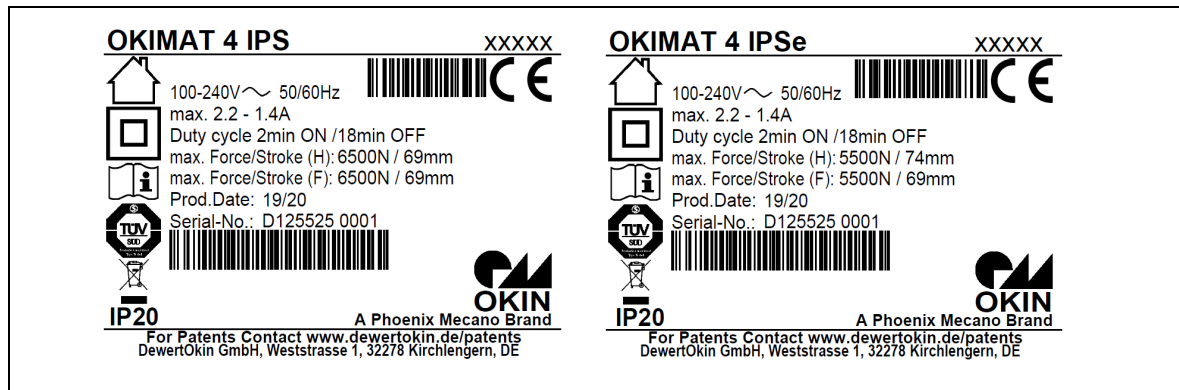 OKIMAT 4 IPS xxxxx
100-240V～ 50/60Hz
CE
max. 2.2 - 1.4A
Duty cycle 2min ON /18min OFF
max. Force/Stroke (H): 6500N / 69mm
max. Force/Stroke (F): 6500N / 69mm
Prod.Date: 19/20
Serial-No.: D125525 0001
TÜV
SÜD
OKIN
IP20
A Phoenix Mecano Brand
For Patents Contact www.dewertokin.de/patents
DewertOkin GmbH, Weststrasse 1, 32278 Kirchlengern, DE
OKIMAT 4 IPSe xxxxx
100-240V～ 50/60Hz
CE
max. 2.2 - 1.4A
Duty cycle 2min ON /18min OFF
max. Force/Stroke (H): 5500N / 74mm
max. Force/Stroke (F): 5500N / 69mm
Prod.Date: 19/20
Serial-No.: D125525 0001
TÜV
SÜD
OKIN
IP20
A Phoenix Mecano Brand
For Patents Contact www.dewertokin.de/patents
DewertOkin GmbH, Weststrasse 1, 32278 Kirchlengern, DE